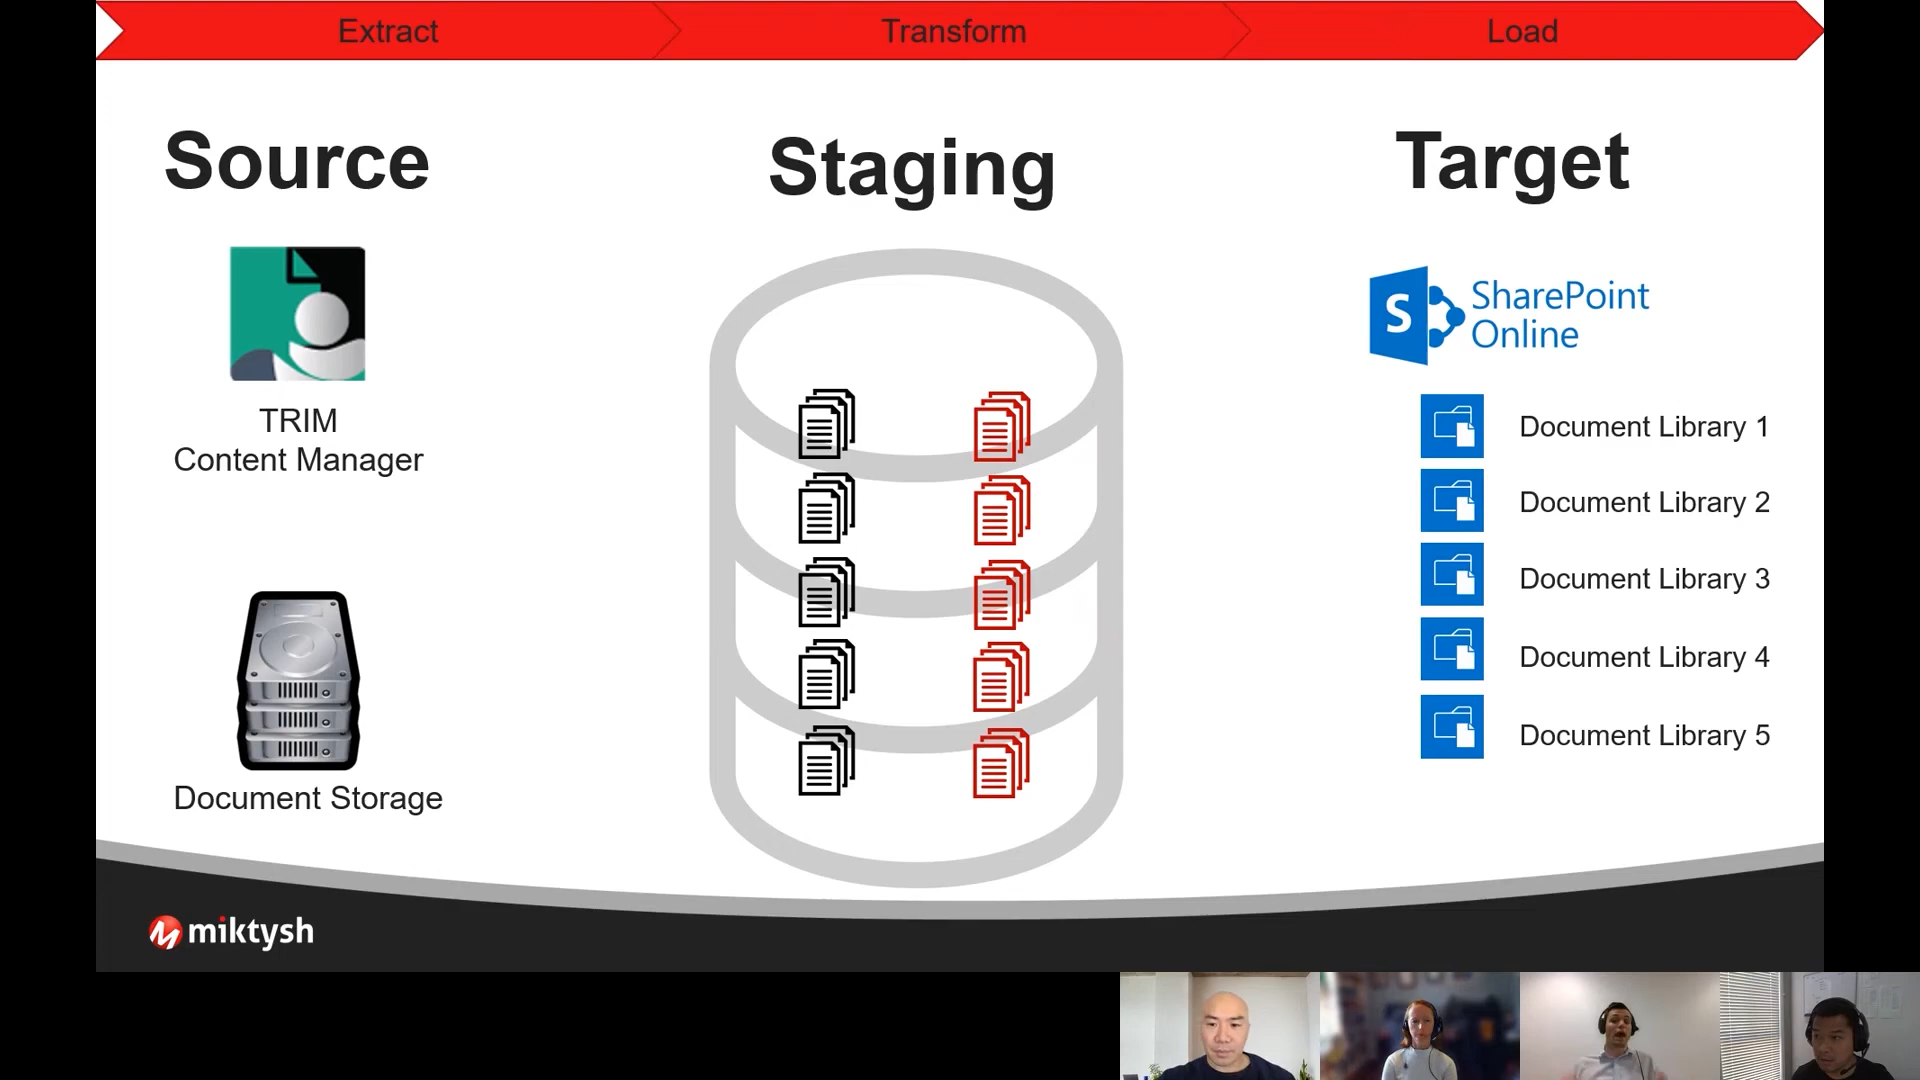 Extract
Transform
Load
Source
Staging
Target
TRIM
Content Manager
Document Storage
S
SharePoint
Online
Document Library 1
Document Library 2
Document Library 3
Document Library 4
Document Library 5
miktysh